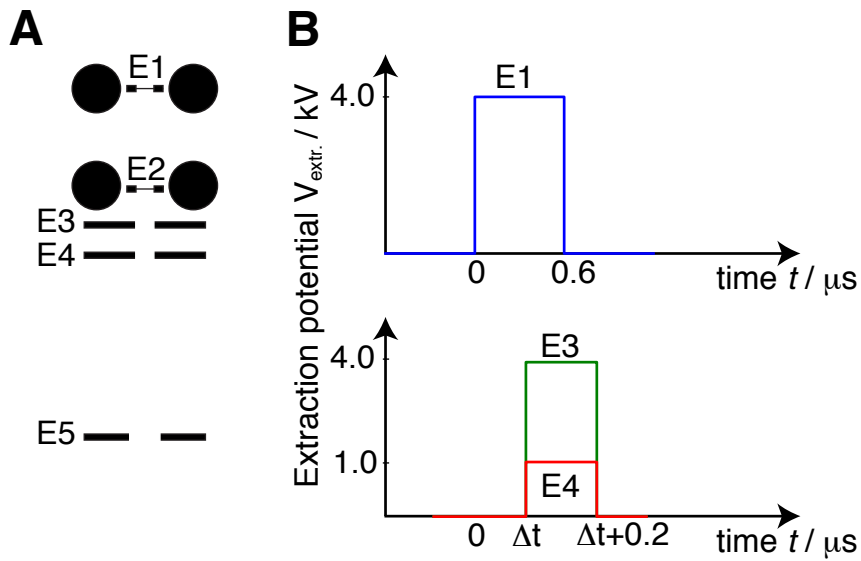 A
E1
E2
E3
E4
E5
B
Extraction potential V extr. / kV
4.0
E1
0
0.6
time t / μs
4.0
E3
1.0
E4
0
Δt
Δt+0.2
time t / μs